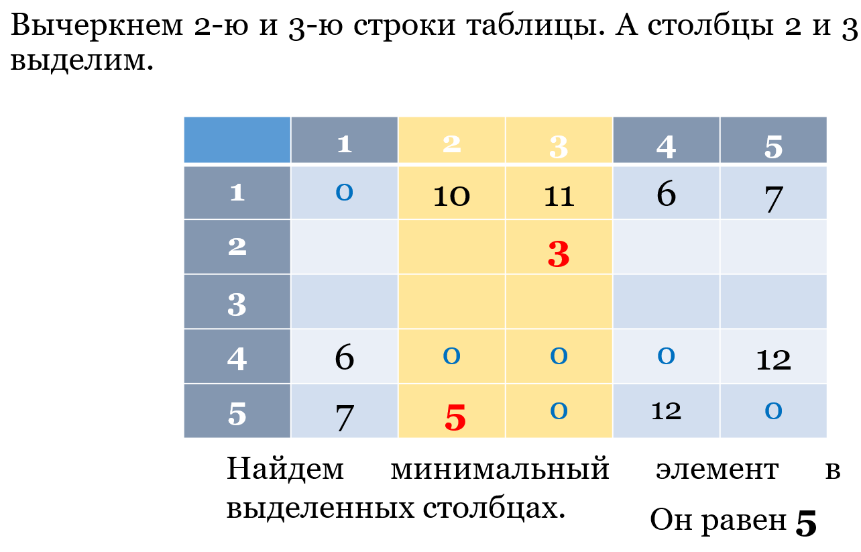 Вычеркнем 2-ю и 3-ю строки таблицы. А столбцы 2 и 3
выделим.
1 2 3 4 5
1 0 10 11 6 7
2 3
3
4 6 0 0 0 12
5 7 5 0 12 0
Найдем минимальный элемент в
выделенных столбцах.
Он равен 5